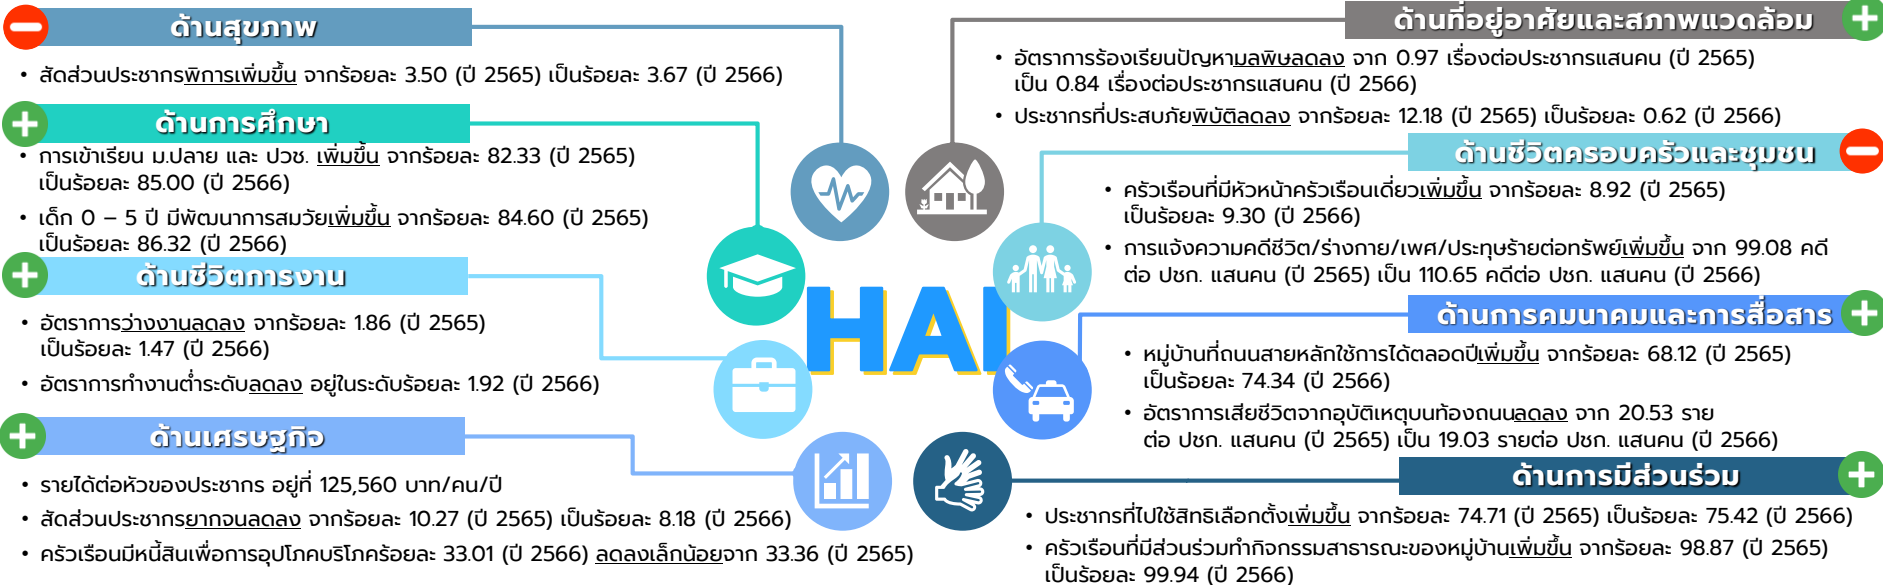 ด้านสุขภาพ
• สัดส่วนประชากรพิการเพิ่มขึ้น จากร้อยละ 3.50 (ปี 2565) เป็นร้อยละ 3.67 (ปี 2566)
ด้านการศึกษา
• การเข้าเรียน ม.ปลาย และ ปวช. เพิ่มขึ้น จากร้อยละ 82.33 (ปี 2565)
เป็นร้อยละ 85.00 (ปี 2566)
• เด็ก 0 – 5 ปี มีพัฒนาการสมวัยเพิ่มขึ้น จากร้อยละ 84.60 (ปี 2565)
เป็นร้อยละ 86.32 (ปี 2566)
ด้านชีวิตการงาน
• อัตราการว่างงานลดลง จากร้อยละ 1.86 (ปี 2565)
เป็นร้อยละ 1.47 (ปี 2566)
• อัตราการทำงานต่ำระดับลดลง อยู่ในระดับร้อยละ 1.92 (ปี 2566)
ด้านเศรษฐกิจ
• รายได้ต่อหัวของประชากร อยู่ที่ 125,560 บาท/คน/ปี
• สัดส่วนประชากรยากจนลดลง จากร้อยละ 10.27 (ปี 2565) เป็นร้อยละ 8.18 (ปี 2566)
• ครัวเรือนมีหนี้สินเพื่อการอุปโภคบริโภคร้อยละ 33.01 (ปี 2566) ลดลงเล็กน้อยจาก 33.36 (ปี 2565)
HAI
ด้านที่อยู่อาศัยและสภาพแวดล้อม
• อัตราการร้องเรียนปัญหามลพิษลดลง จาก 0.97 เรื่องต่อประชากรแสนคน (ปี 2565)
เป็น 0.84 เรื่องต่อประชากรแสนคน (ปี 2566)
• ประชากรที่ประสบภัยพิบัติลดลง จากร้อยละ 12.18 (ปี 2565) เป็นร้อยละ 0.62 (ปี 2566)
ด้านชีวิตครอบครัวและชุมชน
• ครัวเรือนที่มีหัวหน้าครัวเรือนเดี่ยวเพิ่มขึ้น จากร้อยละ 8.92 (ปี 2565)
เป็นร้อยละ 9.30 (ปี 2566)
• การแจ้งความคดีชีวิต/ร่างกาย/เพศ/ประทุษร้ายต่อทรัพย์เพิ่มขึ้น จาก 99.08 คดี
ต่อ ปชก. แสนคน (ปี 2565) เป็น 110.65 คดีต่อ ปชก. แสนคน (ปี 2566)
ด้านการคมนาคมและการสื่อสาร
• หมู่บ้านที่ถนนสายหลักใช้การได้ตลอดปีเพิ่มขึ้น จากร้อยละ 68.12 (ปี 2565)
เป็นร้อยละ 74.34 (ปี 2566)
• อัตราการเสียชีวิตจากอุบัติเหตุบนท้องถนนลดลง จาก 20.53 ราย
ต่อ ปชก. แสนคน (ปี 2565) เป็น 19.03 รายต่อ ปชก. แสนคน (ปี 2566)
ด้านการมีส่วนร่วม
• ประชากรที่ไปใช้สิทธิเลือกตั้งเพิ่มขึ้น จากร้อยละ 74.71 (ปี 2565) เป็นร้อยละ 75.42 (ปี 2566)
• ครัวเรือนที่มีส่วนร่วมทำกิจกรรมสาธารณะของหมู่บ้านเพิ่มขึ้น จากร้อยละ 98.87 (ปี 2565)
เป็นร้อยละ 99.94 (ปี 2566)